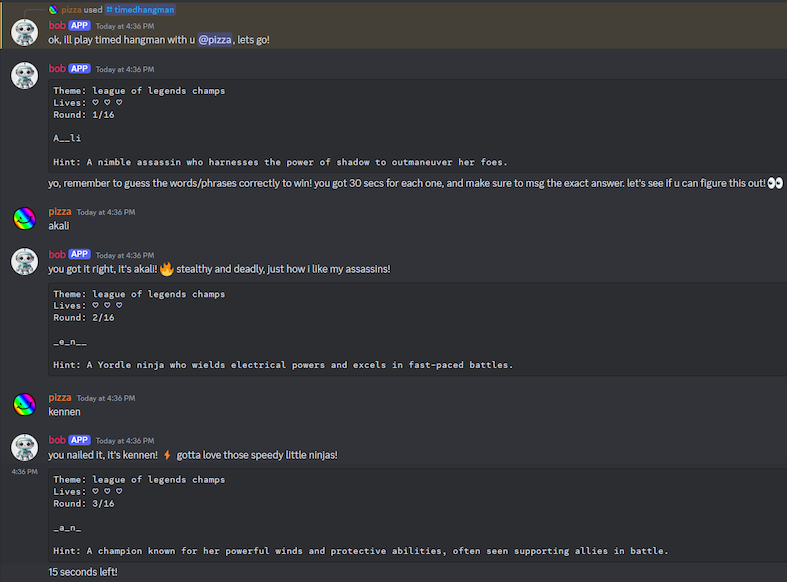 pizza used timedhangman
bob APP Today at 4:36 PM
ok, ill play timed hangman with u @pizza, lets go!
bob APP Today at 4:36 PM
Theme: league of legends champs
Lives: ♡ ♡ ♡
Round: 1/16
A__li
Hint: A nimble assassin who harnesses the power of shadow to outmaneuver her foes.
yo, remember to guess the words/phrases correctly to win! you got 30 secs for each one, and make sure to msg the exact answer. let's see if u can figure this out! 👀
pizza Today at 4:36 PM
akali
bob APP Today at 4:36 PM
you got it right, it's akali! 🔥 stealthy and deadly, just how i like my assassins!
Theme: league of legends champs
Lives: ♡ ♡ ♡
Round: 2/16
_e_n__
Hint: A Yordle ninja who wields electrical powers and excels in fast-paced battles.
pizza Today at 4:36 PM
kennen
bob APP Today at 4:36 PM
you nailed it, it's kennen! ⚡ gotta love those speedy little ninjas!
4:36 PM
Theme: league of legends champs
Lives: ♡ ♡ ♡
Round: 3/16
_a_n_
Hint: A champion known for her powerful winds and protective abilities, often seen supporting allies in battle.
15 seconds left!